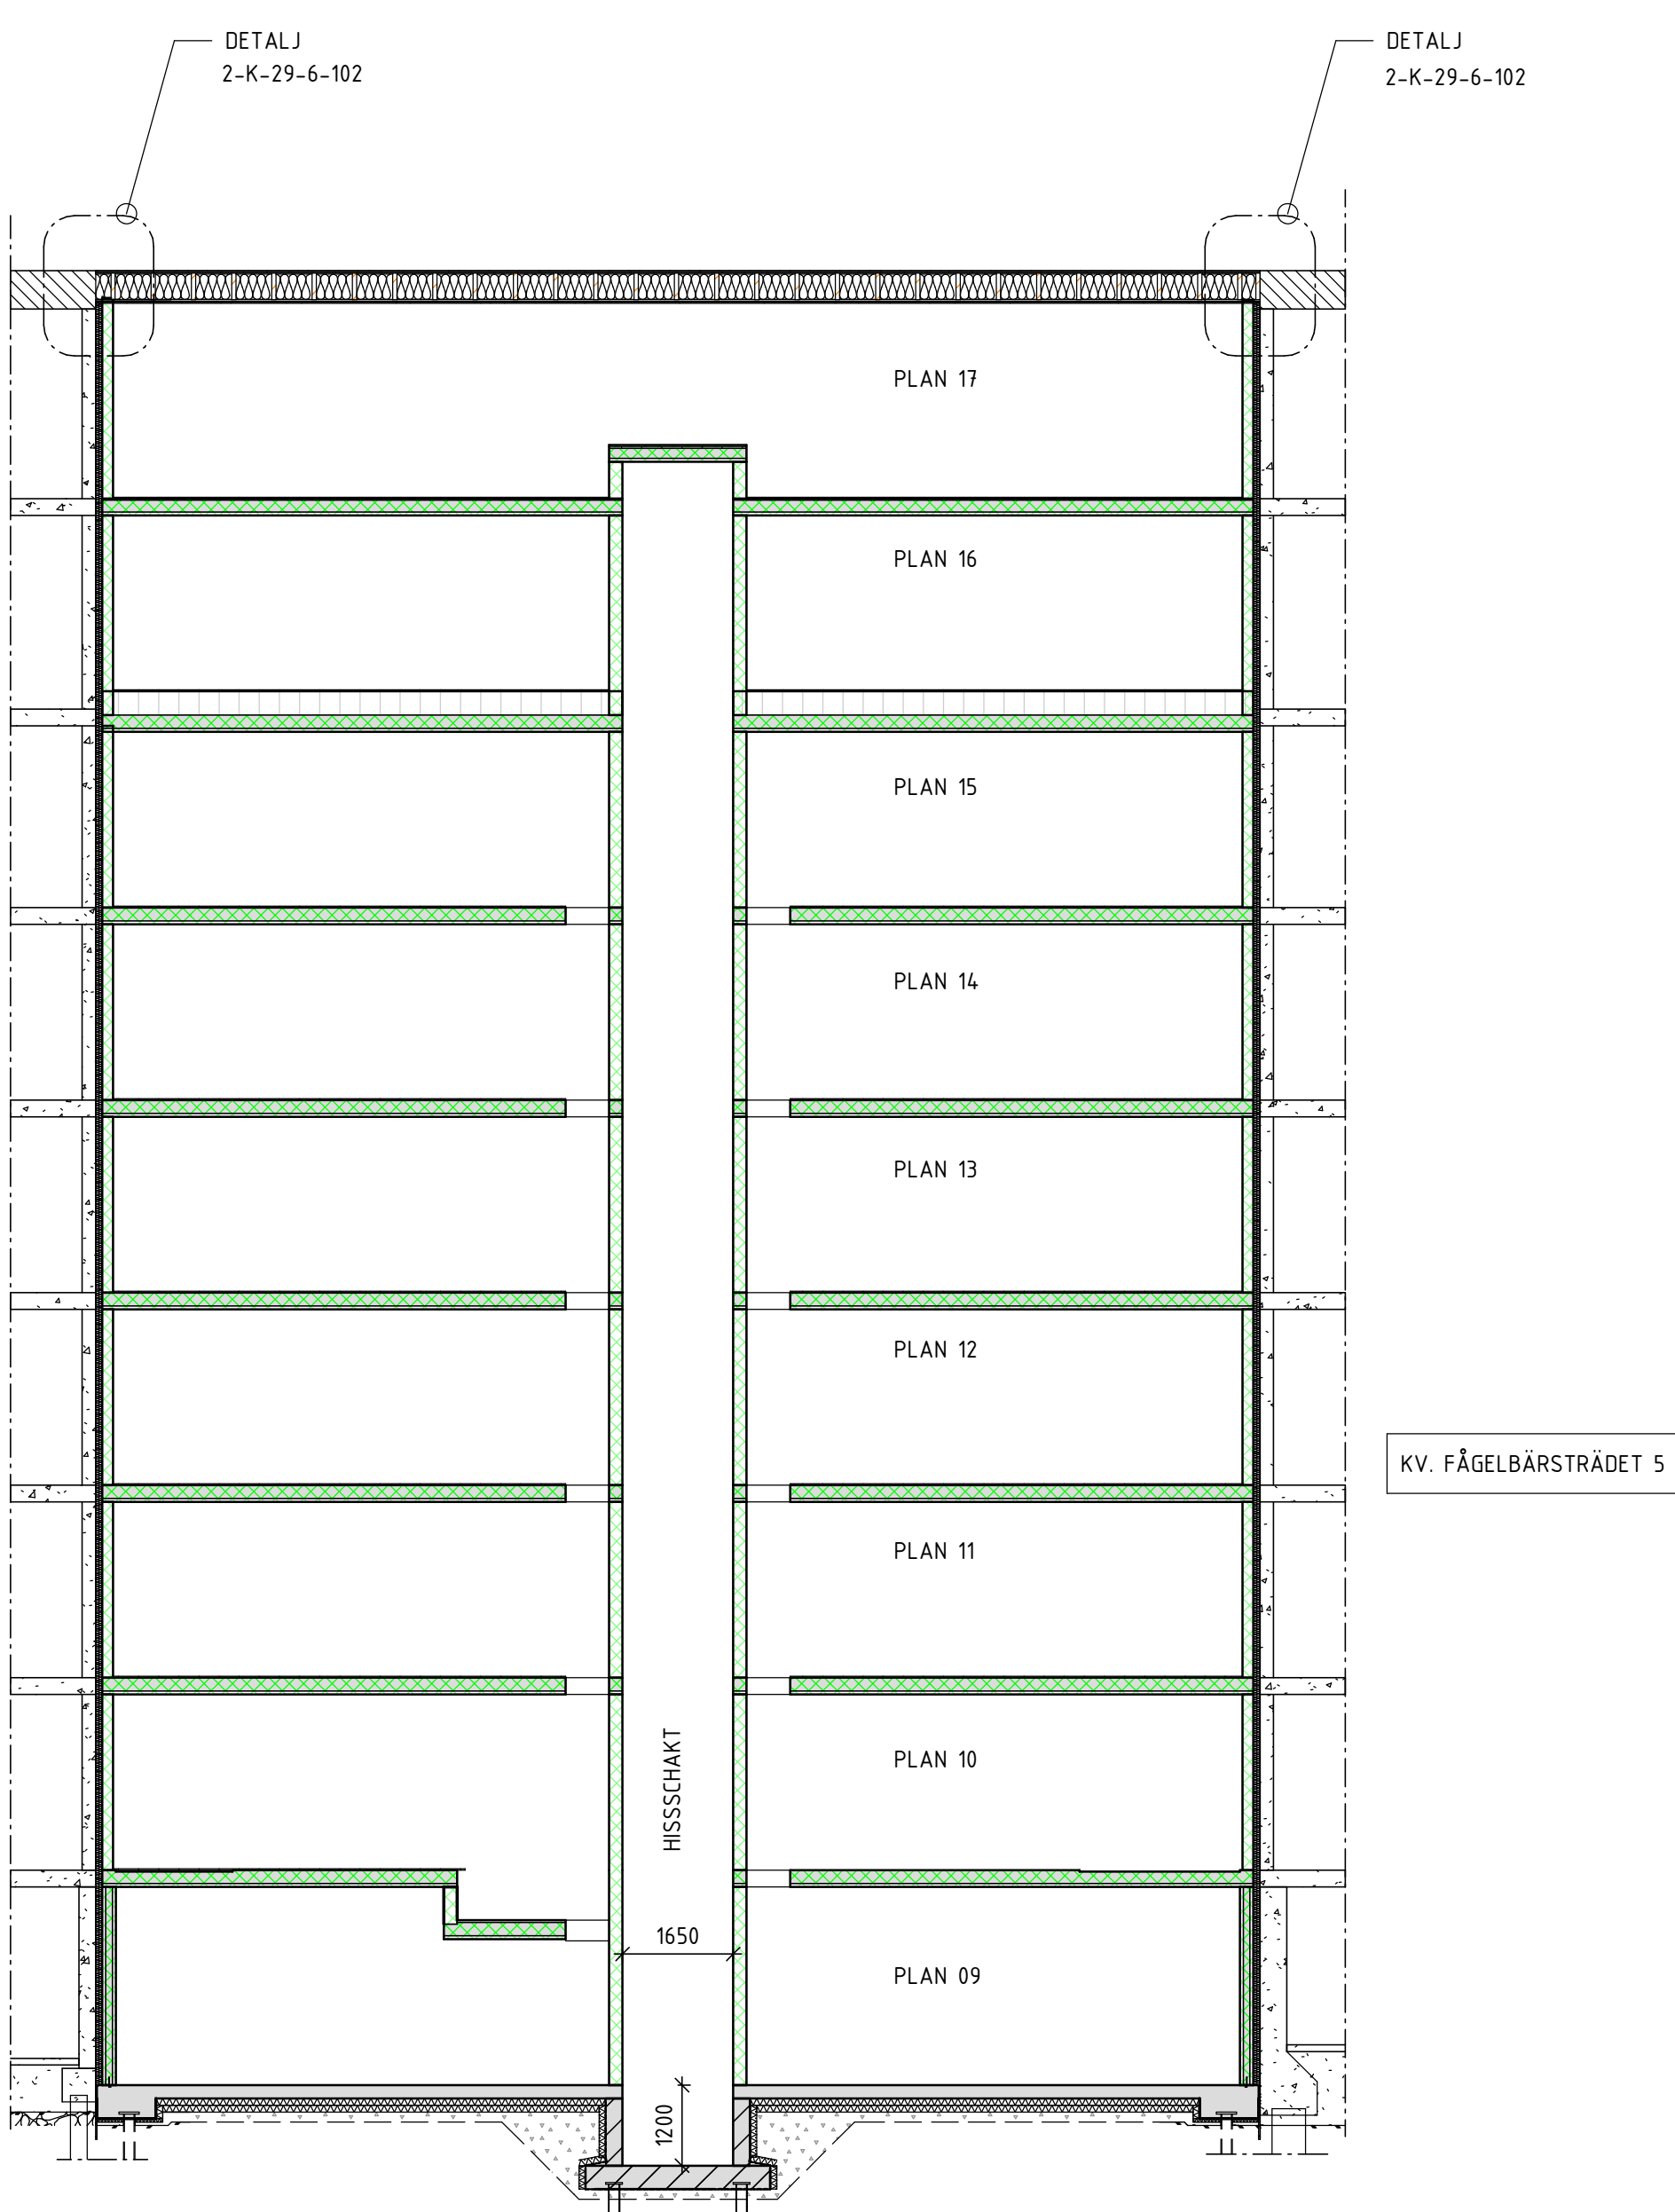 DETALJ
2-K-29-6-102
DETALJ
2-K-29-6-102
PLAN 17
PLAN 16
PLAN 15
PLAN 14
PLAN 13
PLAN 12
KV. FÅGELBÄRSTRÄDET 5
PLAN 11
PLAN 10
HISSSCHAKT
1650
PLAN 09
1200